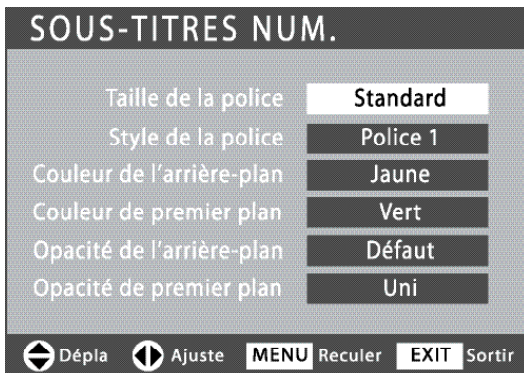 SOUS-TITRES NUM.
Taille de la police Standard
Style de la police Police 1
Couleur de l'arrière-plan Jaune
Couleur de premier plan Vert
Opacité de l'arrière-plan Défaut
Opacité de premier plan Uni
Dépla Ajuste MENU Reculer EXIT Sortir